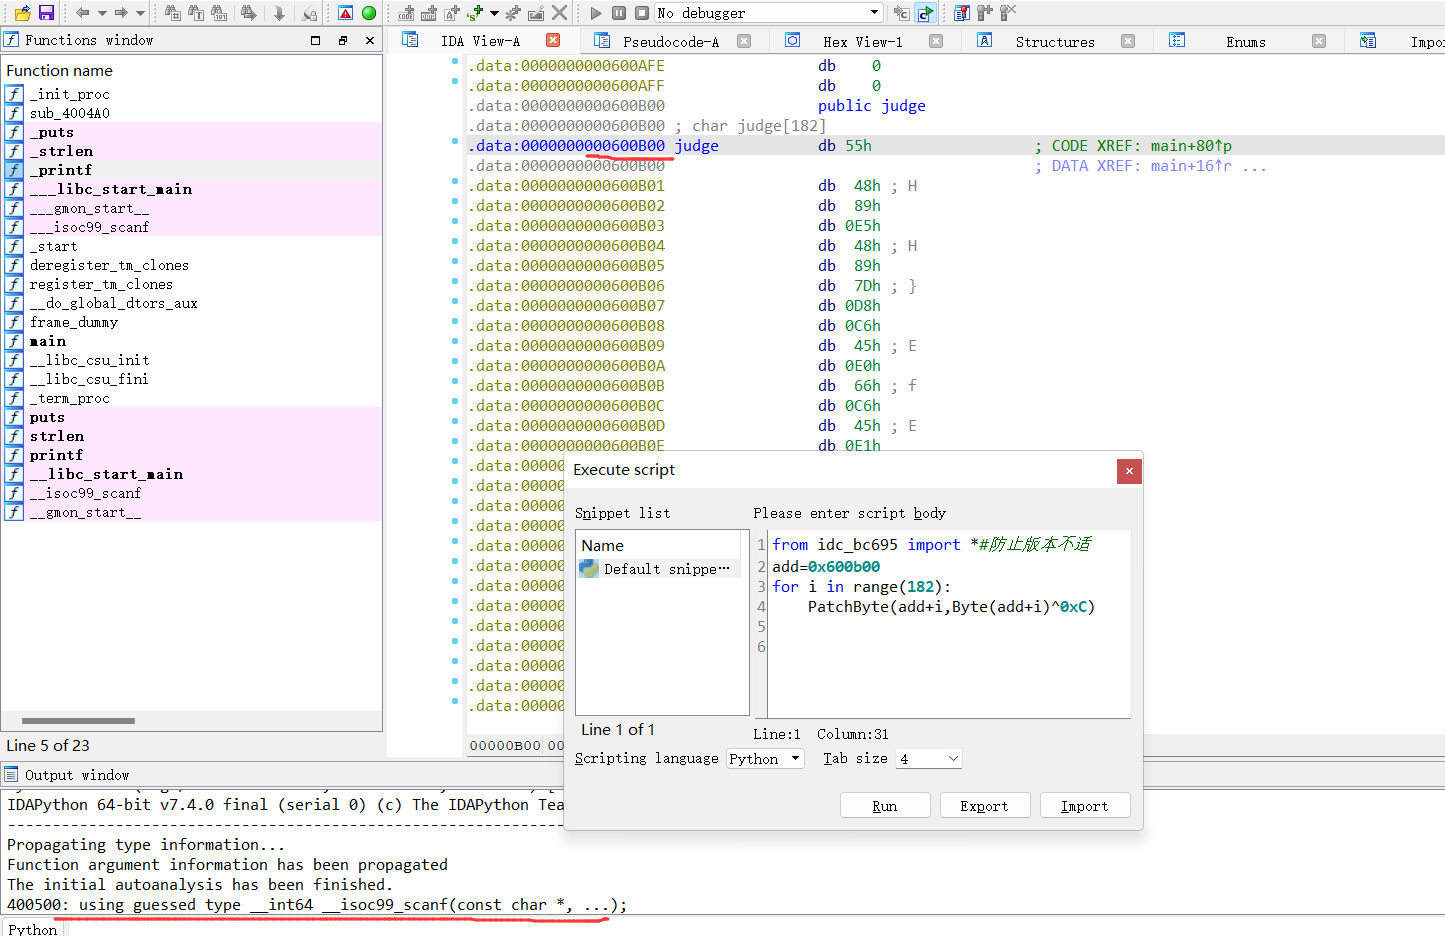 No debugger
Functions window
IDA View-A
Pseudocode-A
Hex View-1
Structures
Enums
Impo
Function name
_init_proc
sub_4004A0
_puts
_strlen
_printf
___libc_start_main
___gmon_start__
___isoc99_scanf
_start
deregister_tm_clones
register_tm_clones
__do_global_dtors_aux
frame_dummy
main
__libc_csu_init
__libc_csu_fini
_term_proc
puts
strlen
printf
__libc_start_main
__isoc99_scanf
__gmon_start__
Line 5 of 23
.data:0000000000600AFE db 0
.data:0000000000600AFF db 0
.data:0000000000600B00 public judge
.data:0000000000600B00 ; char judge[182]
.data:0000000000600B00 judge db 55h ; CODE XREF: main+80↑p
.data:0000000000600B00 ; DATA XREF: main+16↑r ...
.data:0000000000600B01 db 48h ; H
.data:0000000000600B02 db 89h
.data:0000000000600B03 db 0E5h
.data:0000000000600B04 db 48h ; H
.data:0000000000600B05 db 89h
.data:0000000000600B06 db 7Dh ; }
.data:0000000000600B07 db 0D8h
.data:0000000000600B08 db 0C6h
.data:0000000000600B09 db 45h ; E
.data:0000000000600B0A db 0E0h
.data:0000000000600B0B db 66h ; f
.data:0000000000600B0C db 0C6h
.data:0000000000600B0D db 45h ; E
.data:0000000000600B0E db 0E1h
.data:00000
.data:00000
.data:00000
.data:00000
.data:00000
.data:00000
.data:00000
.data:00000
.data:00000
.data:00000
.data:00000
.data:00000
.data:00000
00000B00 00
Execute script
Snippet list
Please enter script body
Name
Default snippe…
1 from idc_bc695 import *#防止版本不适
2 add=0x600b00
3 for i in range(182):
4 PatchByte(add+i,Byte(add+i)^0xC)
5
6
Line 1 of 1
Line:1 Column:31
Scripting language Python Tab size 4
Run Export Import
Output window
IDAPython 64-bit v7.4.0 final (serial 0) (c) The IDAPython Tea
Propagating type information...
Function argument information has been propagated
The initial autoanalysis has been finished.
400500: using guessed type __int64 __isoc99_scanf(const char *, ...);
Python